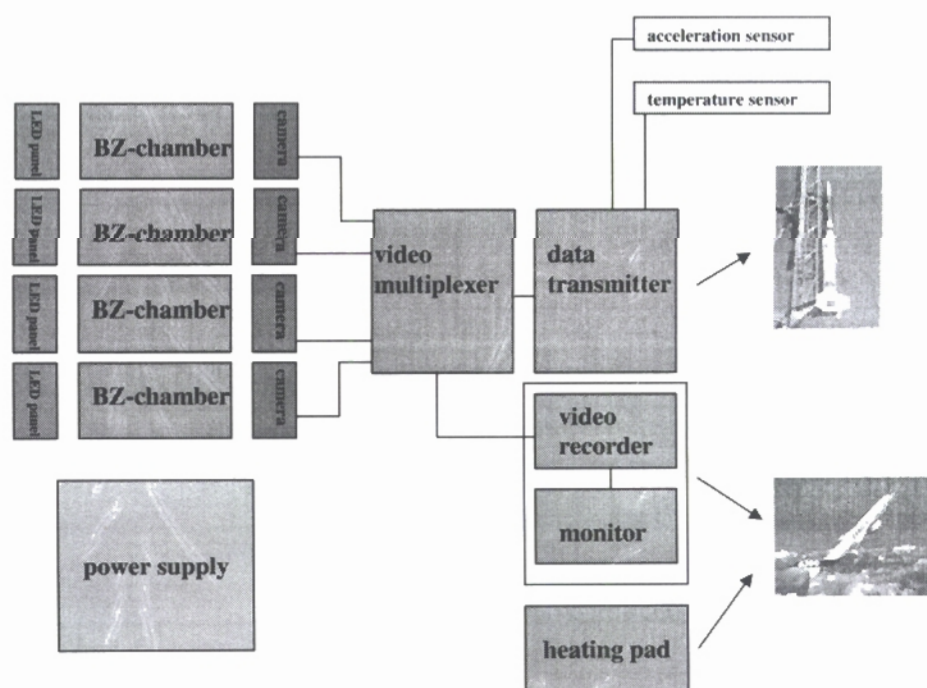 acceleration sensor
temperature sensor
LED panel
BZ-chamber
camera
LED Panel
BZ-chamber
camera
LED panel
BZ-chamber
camera
LED panel
BZ-chamber
camera
video
multiplexer
data
transmitter
video
recorder
monitor
power supply
heating pad